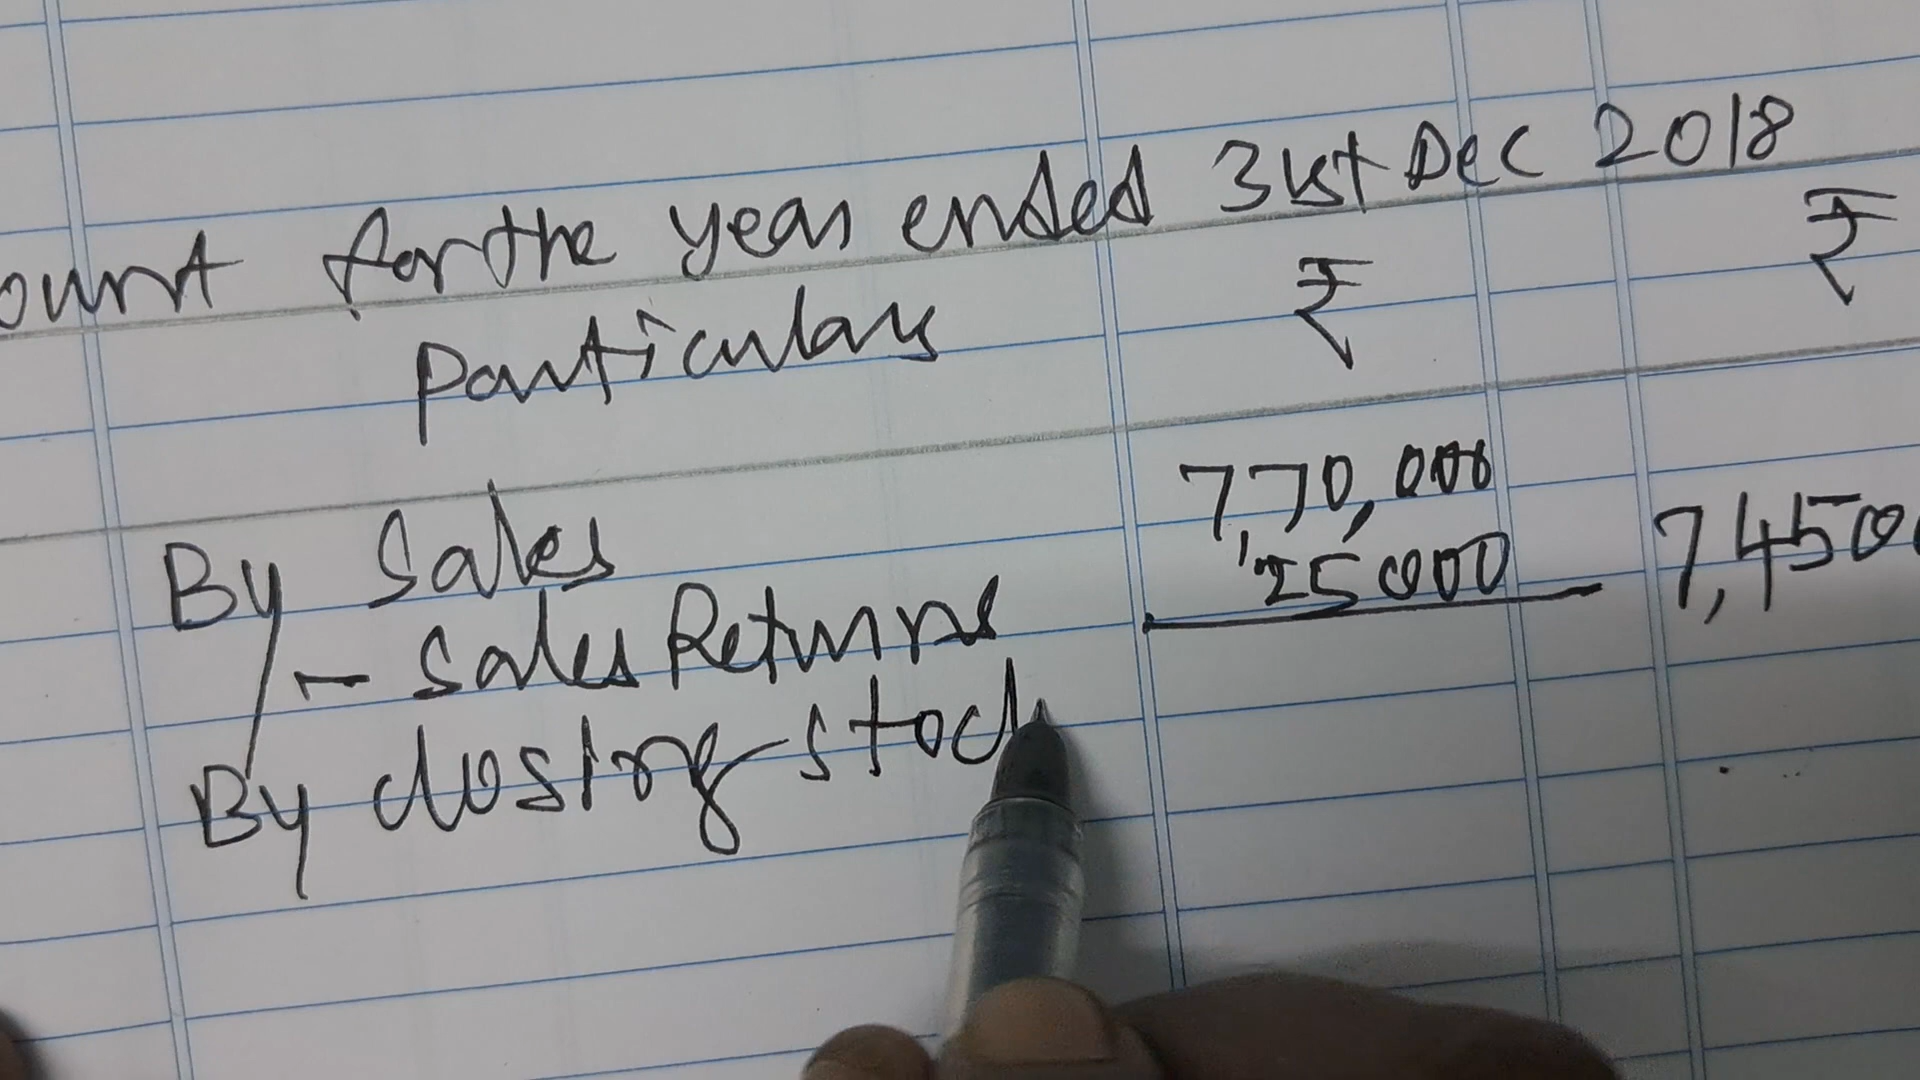 ount for the year ended 31st Dec 2018
Particulars ₹ ₹
By Sales 7,70,000
- Sales Returns 25000 7,4500
By closing stock